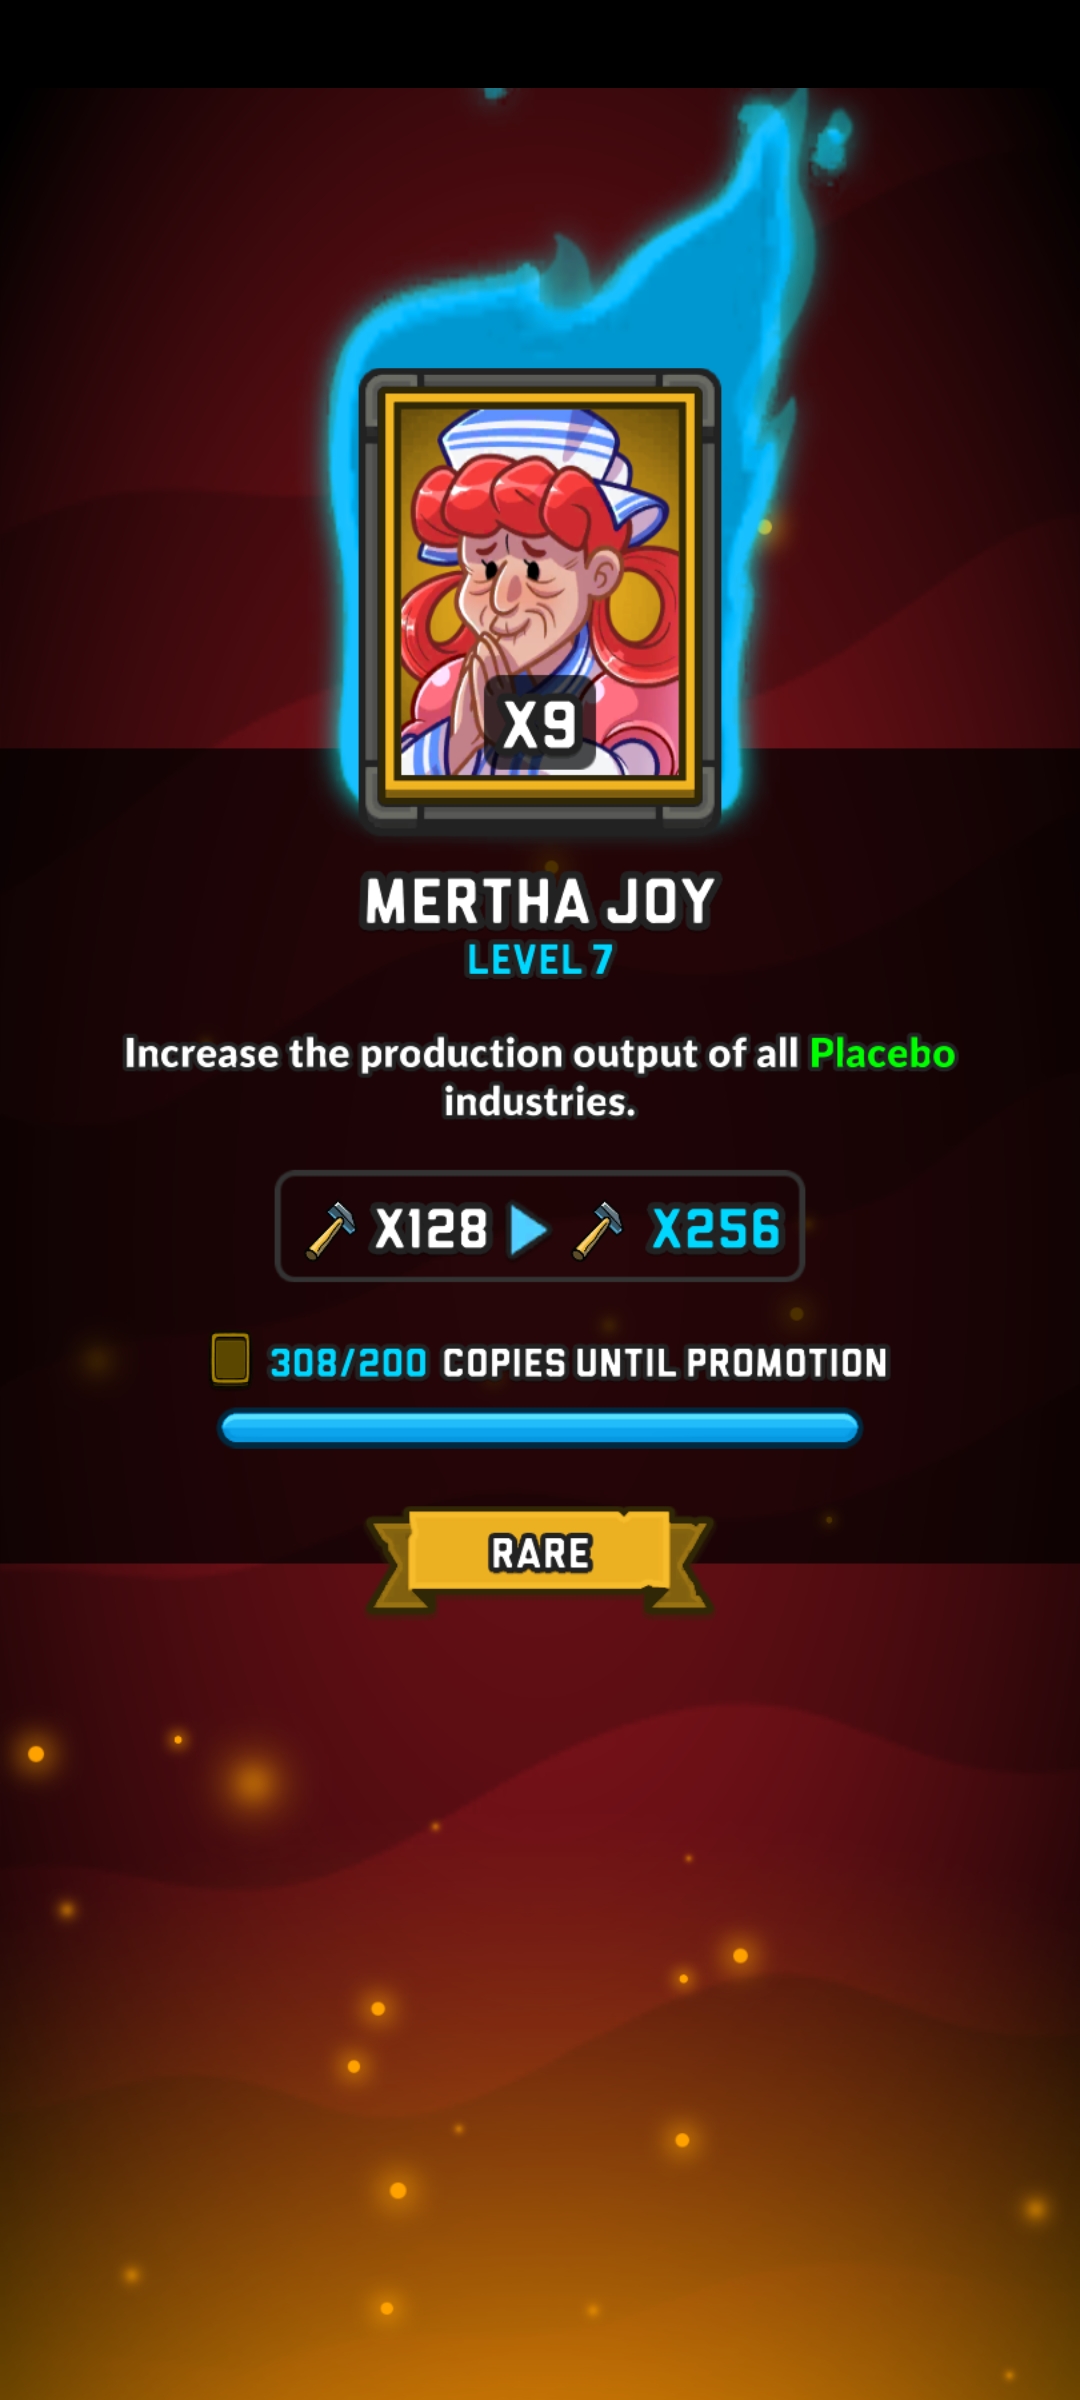 X9
MERTHA JOY
LEVEL 7
Increase the production output of all Placebo
industries.
X128 X256
308/200 COPIES UNTIL PROMOTION
RARE